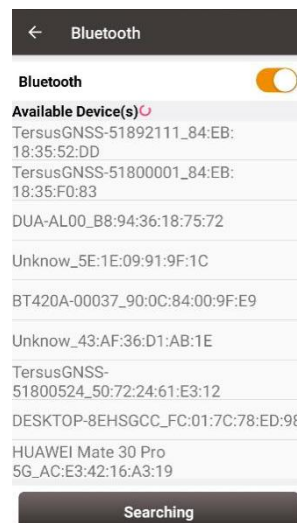 Bluetooth
Bluetooth
Available Device(s)
TersusGNSS-51892111_84:EB:
18:35:52:DD
TersusGNSS-51800001_84:EB:
18:35:F0:83
DUA-AL00_B8:94:36:18:75:72
Unknow_5E:1E:09:91:9F:1C
BT420A-00037_90:0C:84:00:9F:E9
Unknow_43:AF:36:D1:AB:1E
TersusGNSS-
51800524_50:72:24:61:E3:12
DESKTOP-8EHSGCC_FC:01:7C:78:ED:98
HUAWEI Mate 30 Pro
5G_AC:E3:42:16:A3:19
Searching